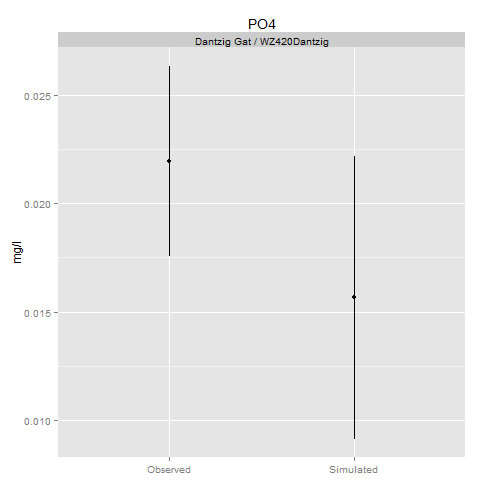 PO4
Dantzig Gat / WZ420Dantzig
0.025
0.020
0.015
0.010
mg/l
Observed
Simulated